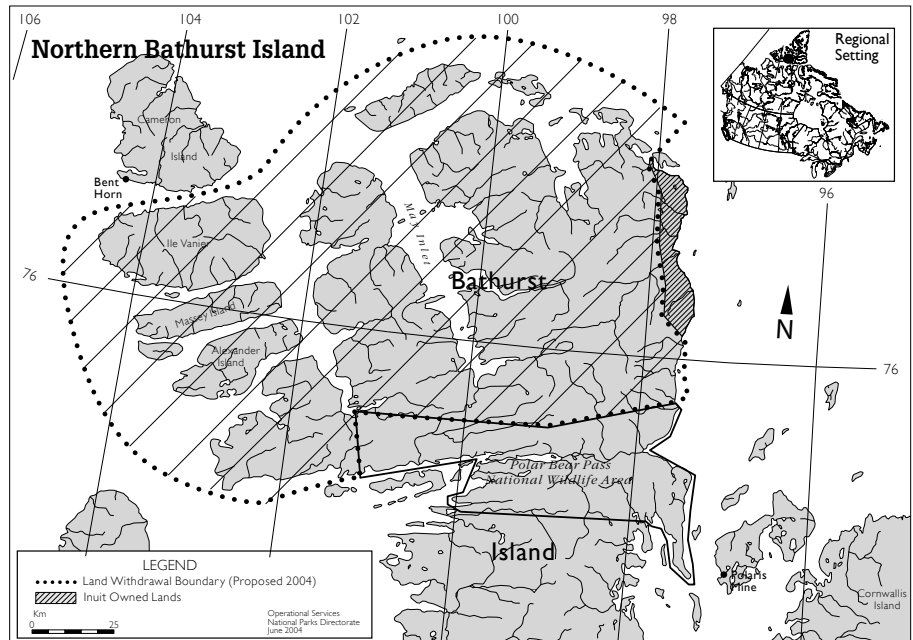 106
104
102
100
98
Northern Bathurst Island
Regional
Setting
Cameron
Island
Bent
Horn
96
May Inlet
Ile Vanier
76
Bathurst
Massey Island
N
Alexander
Island
76
Polar Bear Pass
National Wildlife Area
Island
LEGEND
Land Withdrawal Boundary (Proposed 2004)
Inuit Owned Lands
Km
0
25
Operational Services
National Parks Directorate
June 2004
Polaris
Mine
Cornwallis
Island